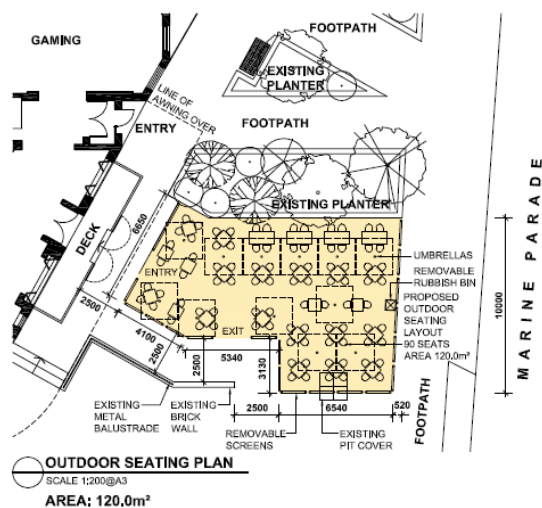 GAMING
FOOTPATH
EXISTING
PLANTER
LINE OF
AWNING OVER
ENTRY
FOOTPATH
EXISTING PLANTER
DECK
6650
ENTRY
UMBRELLAS
REMOVABLE
RUBBISH BIN
PROPOSED
OUTDOOR
SEATING
LAYOUT
90 SEATS
AREA 120.0m²
10000
MARINE PARADE
2500
4100
EXIT
2500
5340
2500
3130
2500
6540
520
FOOTPATH
EXISTING
METAL
BALUSTRADE
EXISTING
BRICK
WALL
REMOVABLE
SCREENS
EXISTING
PIT COVER
OUTDOOR SEATING PLAN
SCALE 1:200@A3
AREA: 120.0m²